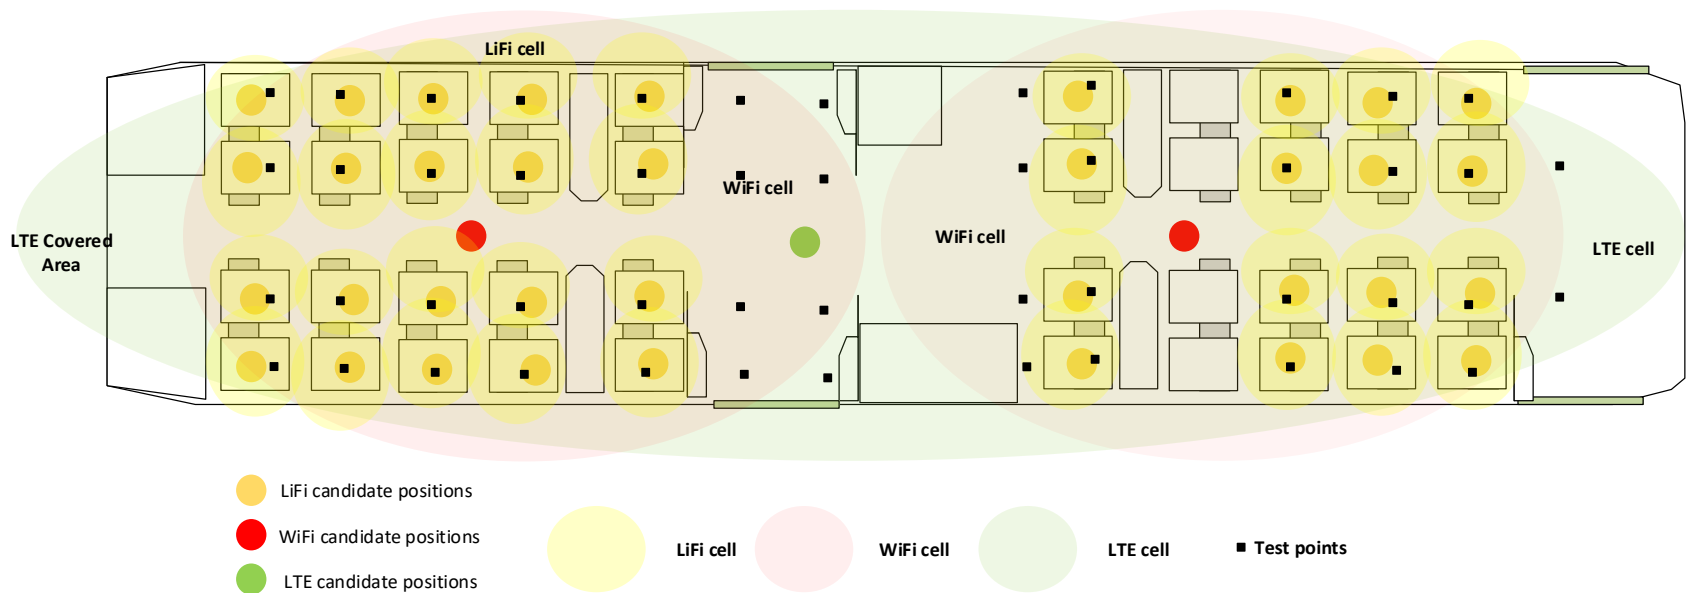 LiFi cell
WiFi cell
WiFi cell
LTE Covered
Area
LTE cell
LiFi candidate positions
WiFi candidate positions
LTE candidate positions
LiFi cell
WiFi cell
LTE cell
Test points